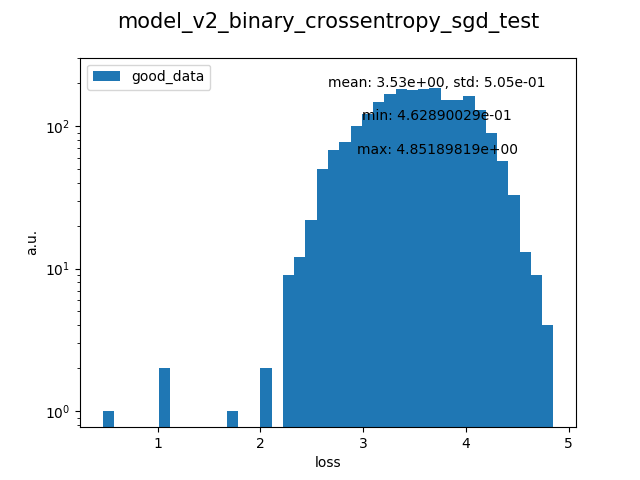 model_v2_binary_crossentropy_sgd_test
good_data
mean: 3.53e+00, std: 5.05e-01
min: 4.62890029e-01
max: 4.85189819e+00
10²
10¹
10⁰
a.u.
1 2 3 4 5
loss